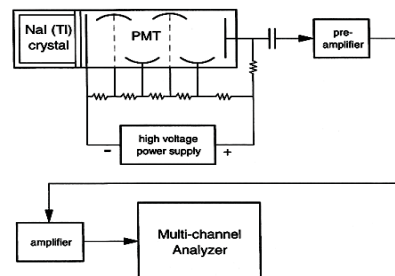 NaI (Tl)
crystal
PMT
pre-
amplifier
high voltage
power supply
- +
amplifier
Multi-channel
Analyzer